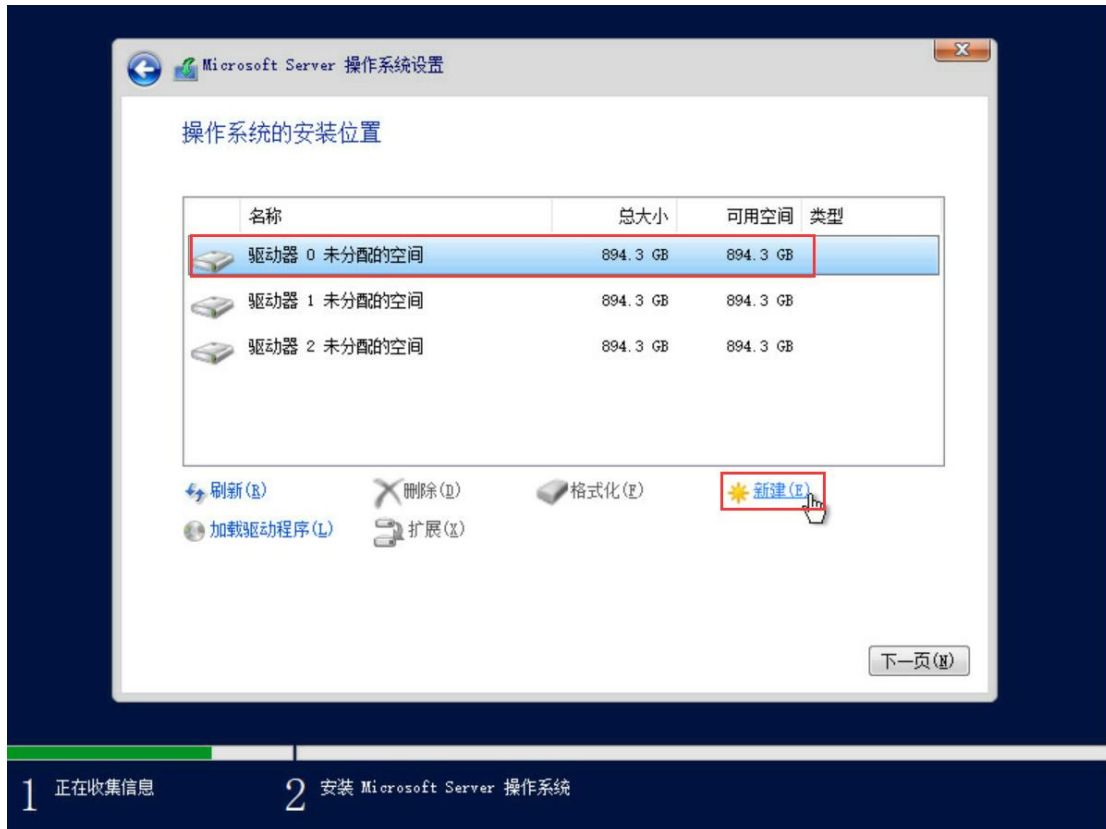 Microsoft Server 操作系统设置
操作系统的安装位置
名称 总大小 可用空间 类型
驱动器 0 未分配的空间 894.3 GB 894.3 GB
驱动器 1 未分配的空间 894.3 GB 894.3 GB
驱动器 2 未分配的空间 894.3 GB 894.3 GB
刷新(R) 删除(D) 格式化(F) 新建(E)
加载驱动程序(L) 扩展(X)
下一页(N)
1 正在收集信息 2 安装 Microsoft Server 操作系统